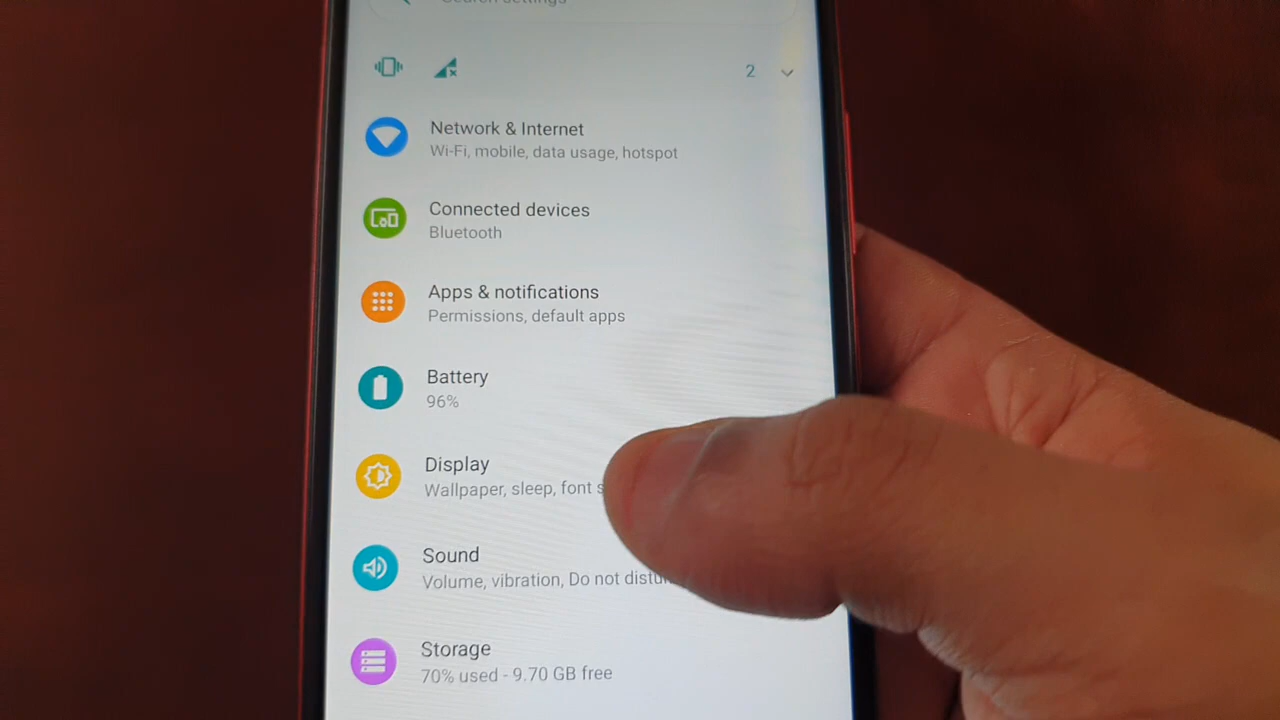 Search settings
2
Network & Internet
Wi-Fi, mobile, data usage, hotspot
Connected devices
Bluetooth
Apps & notifications
Permissions, default apps
Battery
96%
Display
Wallpaper, sleep, font
Sound
Volume, vibration, Do not
Storage
70% used - 9.70 GB free